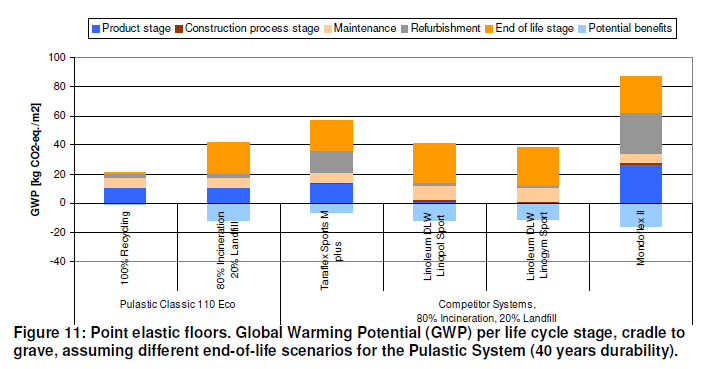 Product stage Construction process stage Maintenance Refurbishment End of life stage Potential benefits
GWP [kg CO2-eq./m2]
100
80
60
40
20
0
-20
-40
100% Recycling
80% Incineration
20% Landfill
Taraflex Sports M
plus
Linoleum DLW
Linopol Sport
Linoleum DLW
Linogym Sport
Mondoflex II
Pulastic Classic 110 Eco
Competitor Systems,
80% Incineration, 20% Landfill
Figure 11: Point elastic floors. Global Warming Potential (GWP) per life cycle stage, cradle to
grave, assuming different end-of-life scenarios for the Pulastic System (40 years durability).